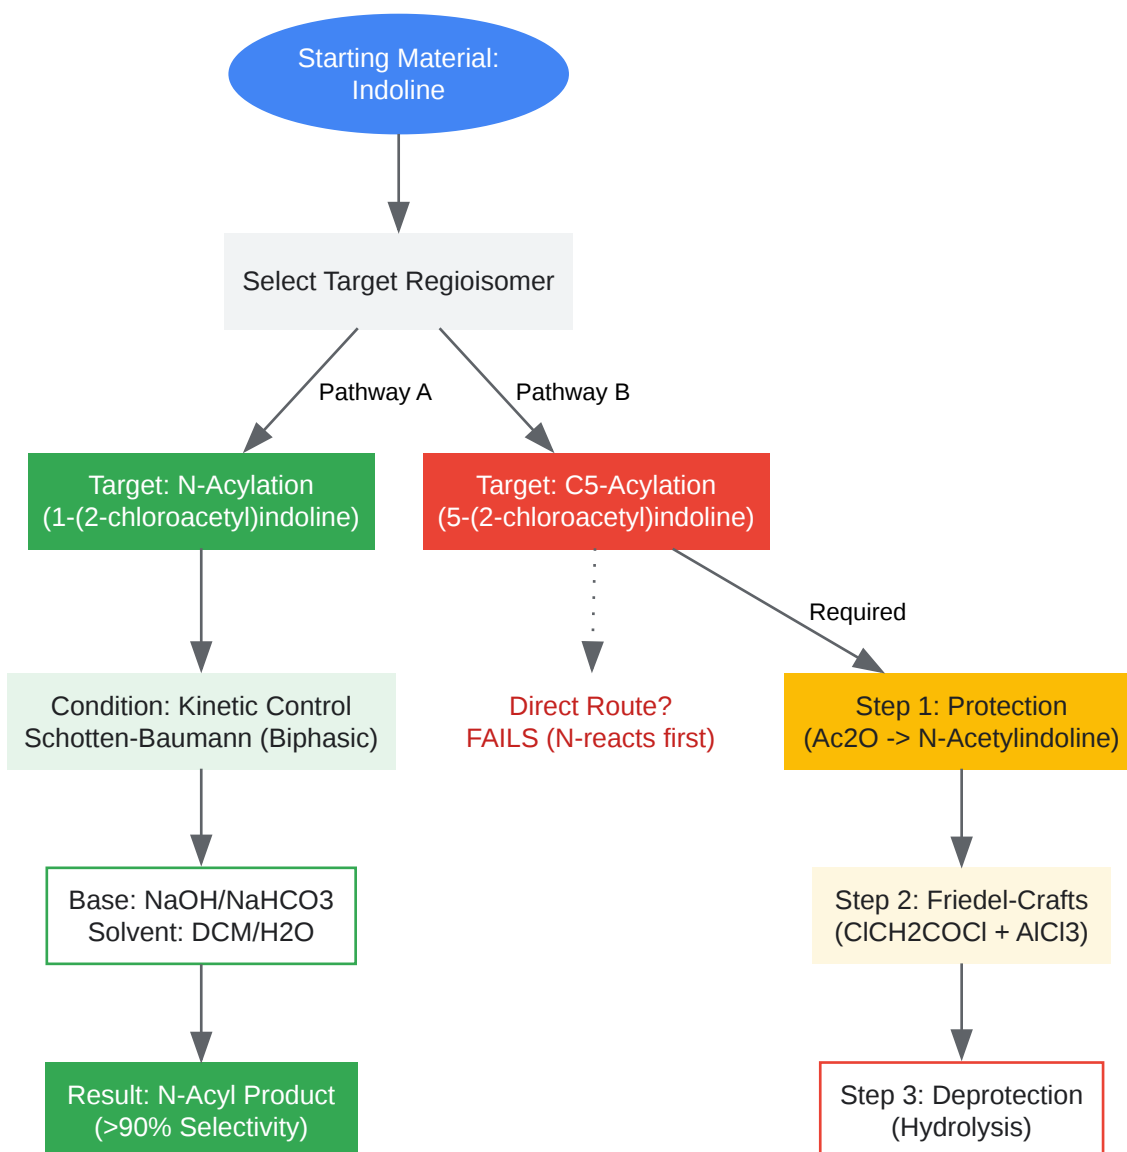 Starting Material:
Indoline
Select Target Regioisomer
Pathway A
Pathway B
Target: N-Acylation
(1-(2-chloroacetyl)indoline)
Target: C5-Acylation
(5-(2-chloroacetyl)indoline)
Required
Condition: Kinetic Control
Schotten-Baumann (Biphasic)
Direct Route?
FAILS (N-reacts first)
Step 1: Protection
(Ac2O -> N-Acetylindoline)
Base: NaOH/NaHCO3
Solvent: DCM/H2O
Step 2: Friedel-Crafts
(ClCH2COCl + AlCl3)
Result: N-Acyl Product
(>90% Selectivity)
Step 3: Deprotection
(Hydrolysis)